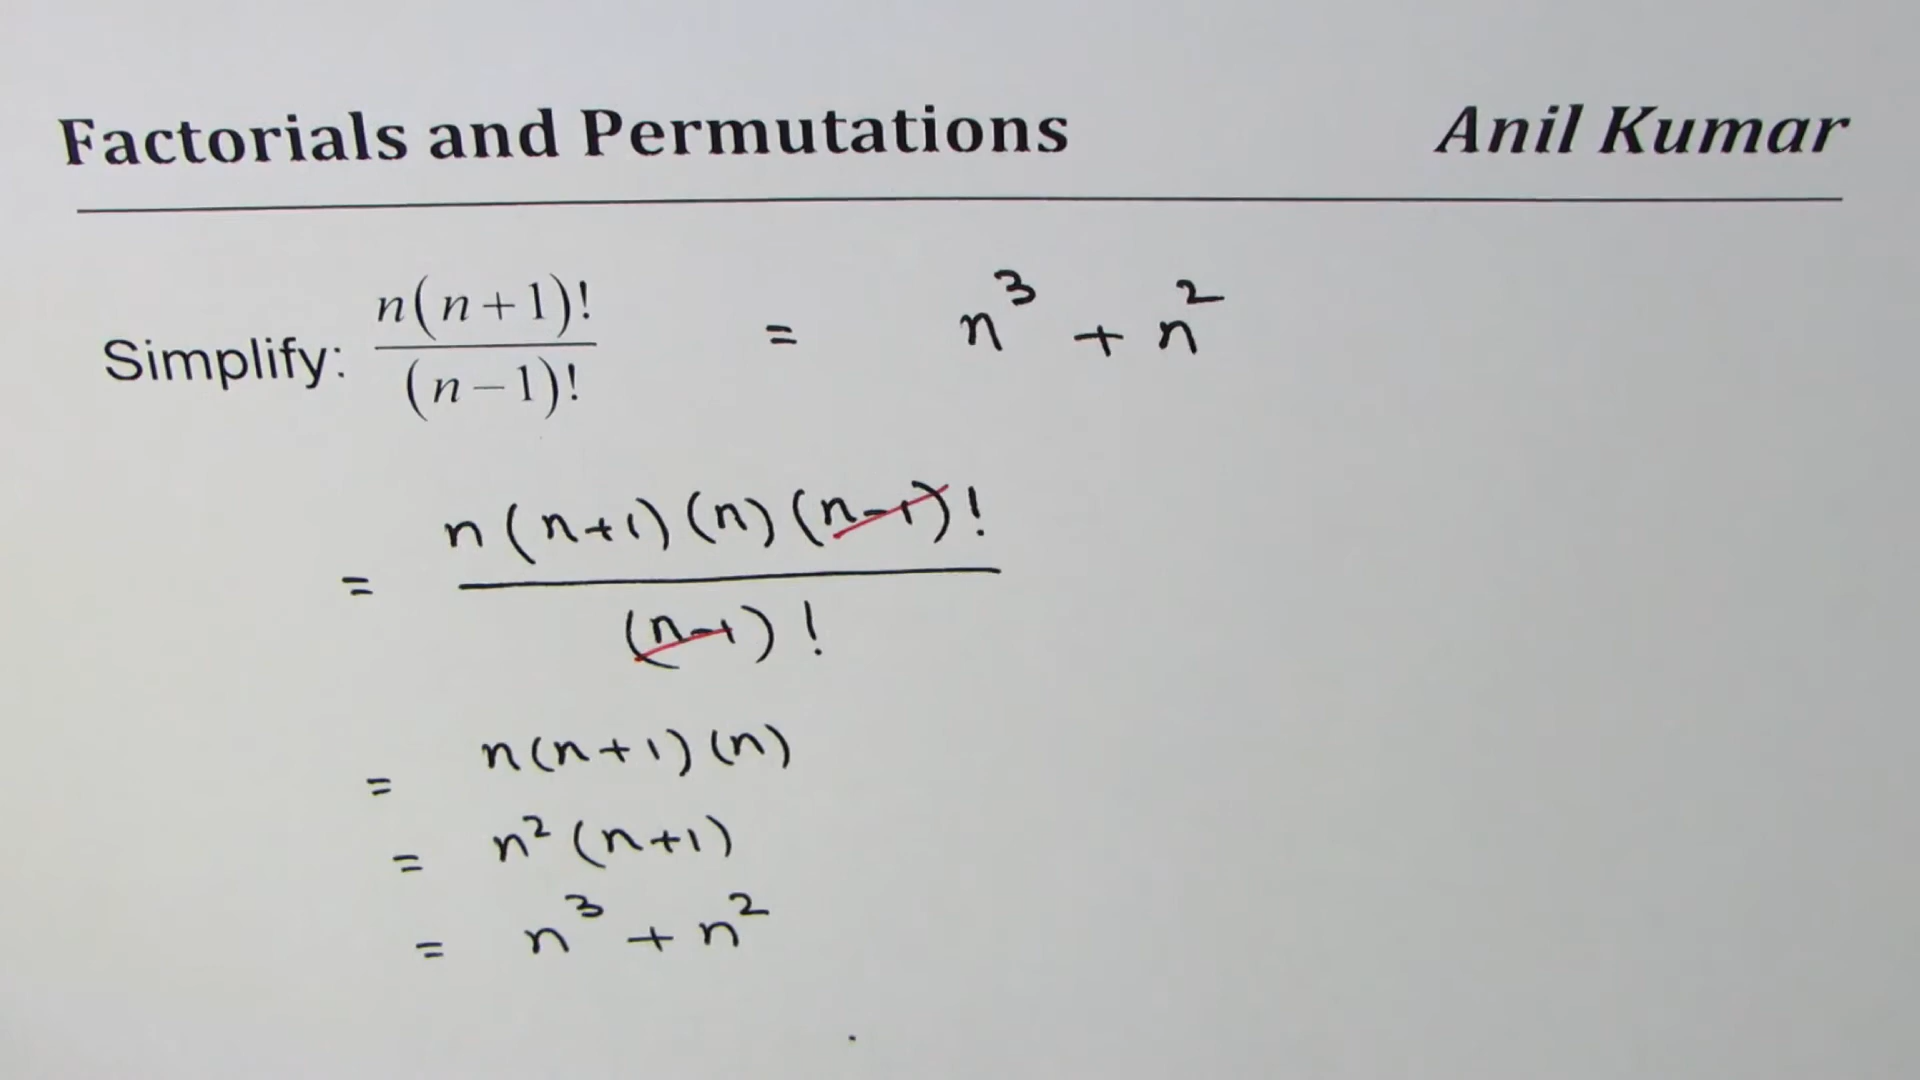 Factorials and Permutations Anil Kumar
Simplify: n(n+1)! / (n−1)! = n³ + n²
= n(n+1)(n)(n-1)! / (n-1)!
= n(n+1)(n)
= n²(n+1)
= n³ + n²